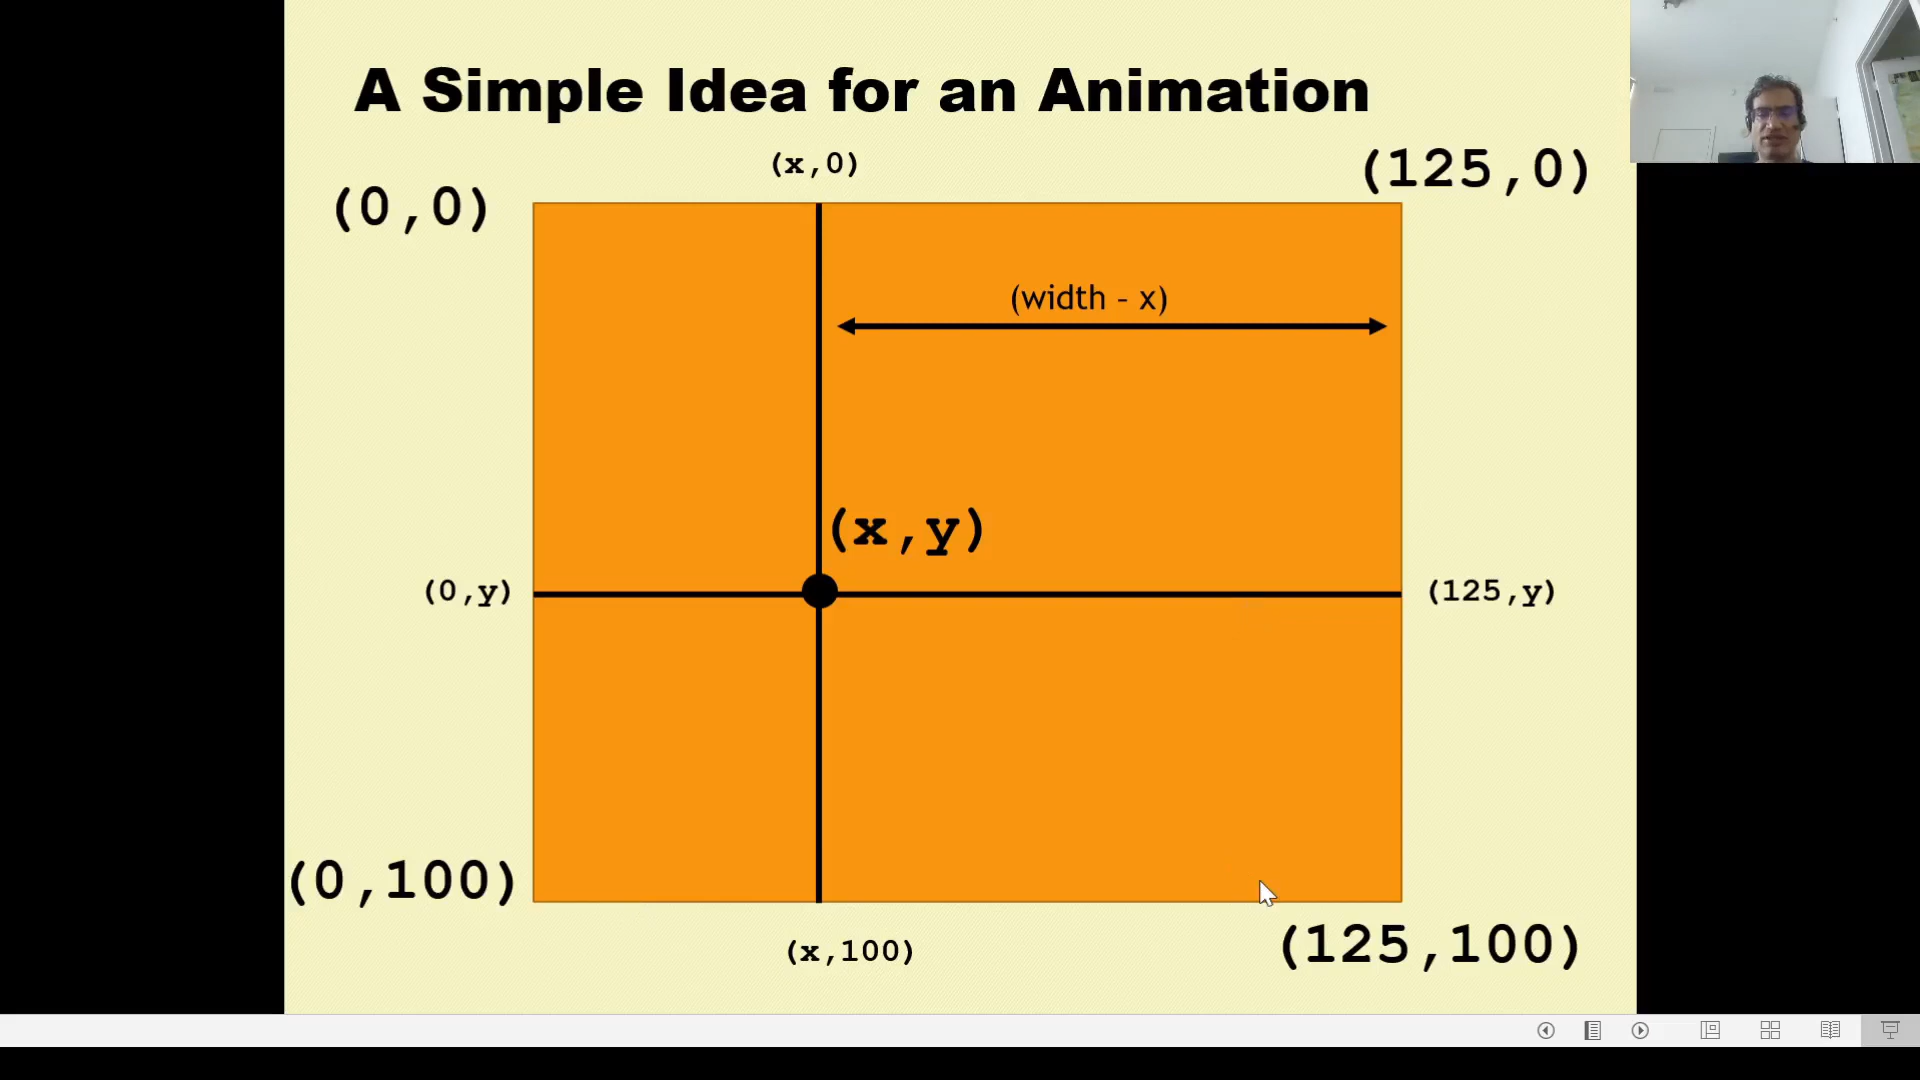 A Simple Idea for an Animation
(x,0)
(125,0)
(0,0)
(width - x)
(x,y)
(0,y)
(125,y)
(0,100)
(x,100)
(125,100)